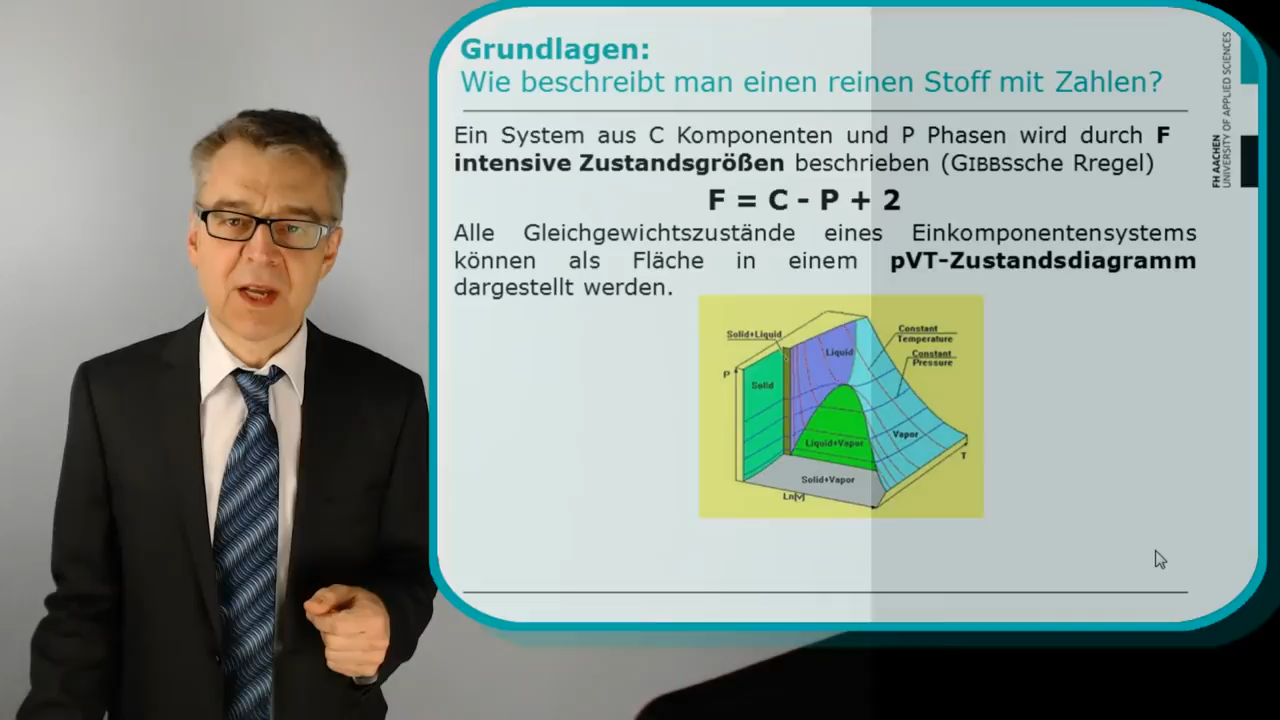 Grundlagen:
Wie beschreibt man einen reinen Stoff mit Zahlen?
Ein System aus C Komponenten und P Phasen wird durch F
intensive Zustandsgrößen beschrieben (GIBBSsche Rregel)
F = C - P + 2
Alle Gleichgewichtszustände eines Einkomponentensystems
können als Fläche in einem pVT-Zustandsdiagramm
dargestellt werden.
Solid+Liquid
Liquid
Constant
Temperature
Constant
Pressure
P
Solid
Liquid+Vapor
Vapor
T
Solid+Vapor
Ln(v)
FH AACHEN
UNIVERSITY OF APPLIED SCIENCES